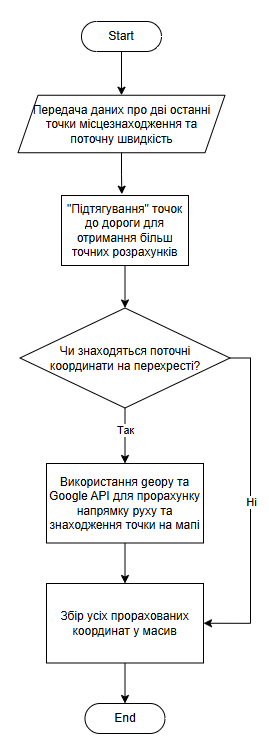 Start
Передача даних про дві останні
точки місцезнаходження та
поточну швидкість
"Підтягування" точок
до дороги для
отримання більш
точних розрахунків
Чи знаходяться поточні
координати на перехресті?
Так
Ні
Використання geopy та
Google API для прорахунку
напрямку руху та
знаходження точки на мапі
Збір усіх прорахованих
координат у масив
End